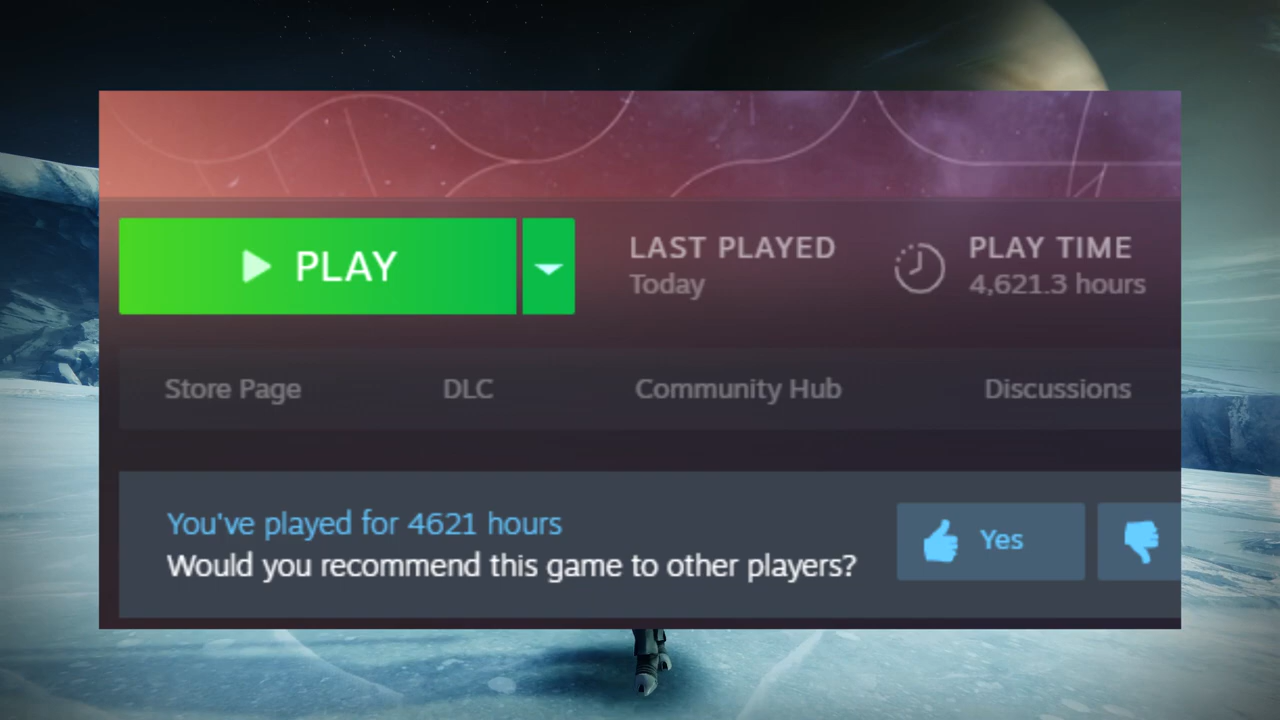 PLAY
LAST PLAYED
Today
PLAY TIME
4,621.3 hours
Store Page
DLC
Community Hub
Discussions
You've played for 4621 hours
Would you recommend this game to other players?
Yes